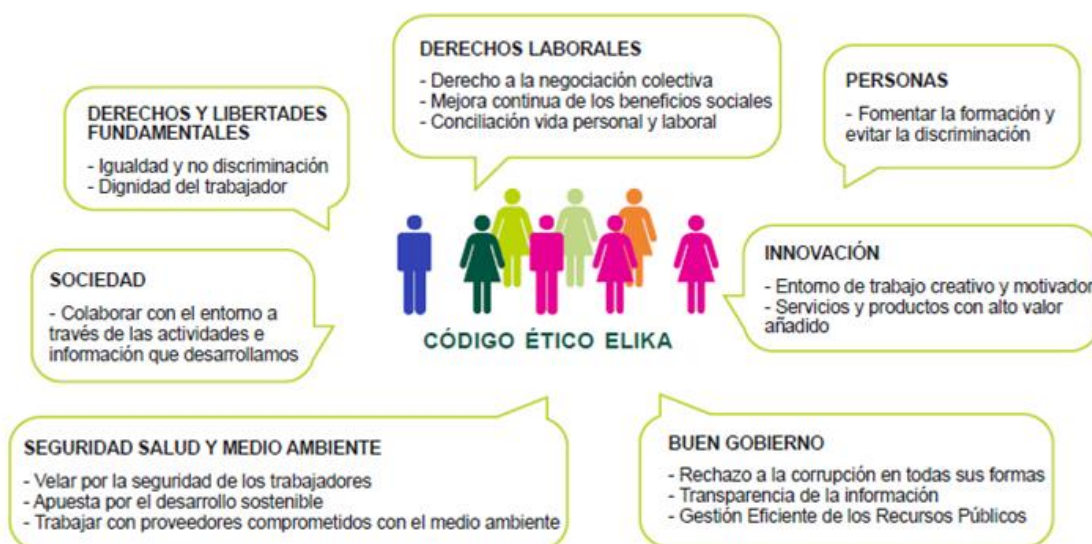 DERECHOS LABORALES
- Derecho a la negociación colectiva
- Mejora continua de los beneficios sociales
- Conciliación vida personal y laboral
PERSONAS
- Fomentar la formación y
evitar la discriminación
DERECHOS Y LIBERTADES
FUNDAMENTALES
- Igualdad y no discriminación
- Dignidad del trabajador
INNOVACIÓN
- Entorno de trabajo creativo y motivador
- Servicios y productos con alto valor
añadido
SOCIEDAD
- Colaborar con el entorno a
través de las actividades e
información que desarrollamos
CÓDIGO ÉTICO ELIKA
SEGURIDAD SALUD Y MEDIO AMBIENTE
- Velar por la seguridad de los trabajadores
- Apuesta por el desarrollo sostenible
- Trabajar con proveedores comprometidos con el medio ambiente
BUEN GOBIERNO
- Rechazo a la corrupción en todas sus formas
- Transparencia de la información
- Gestión Eficiente de los Recursos Públicos